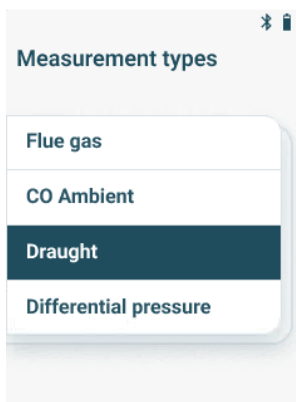 Measurement types
Flue gas
CO Ambient
Draught
Differential pressure